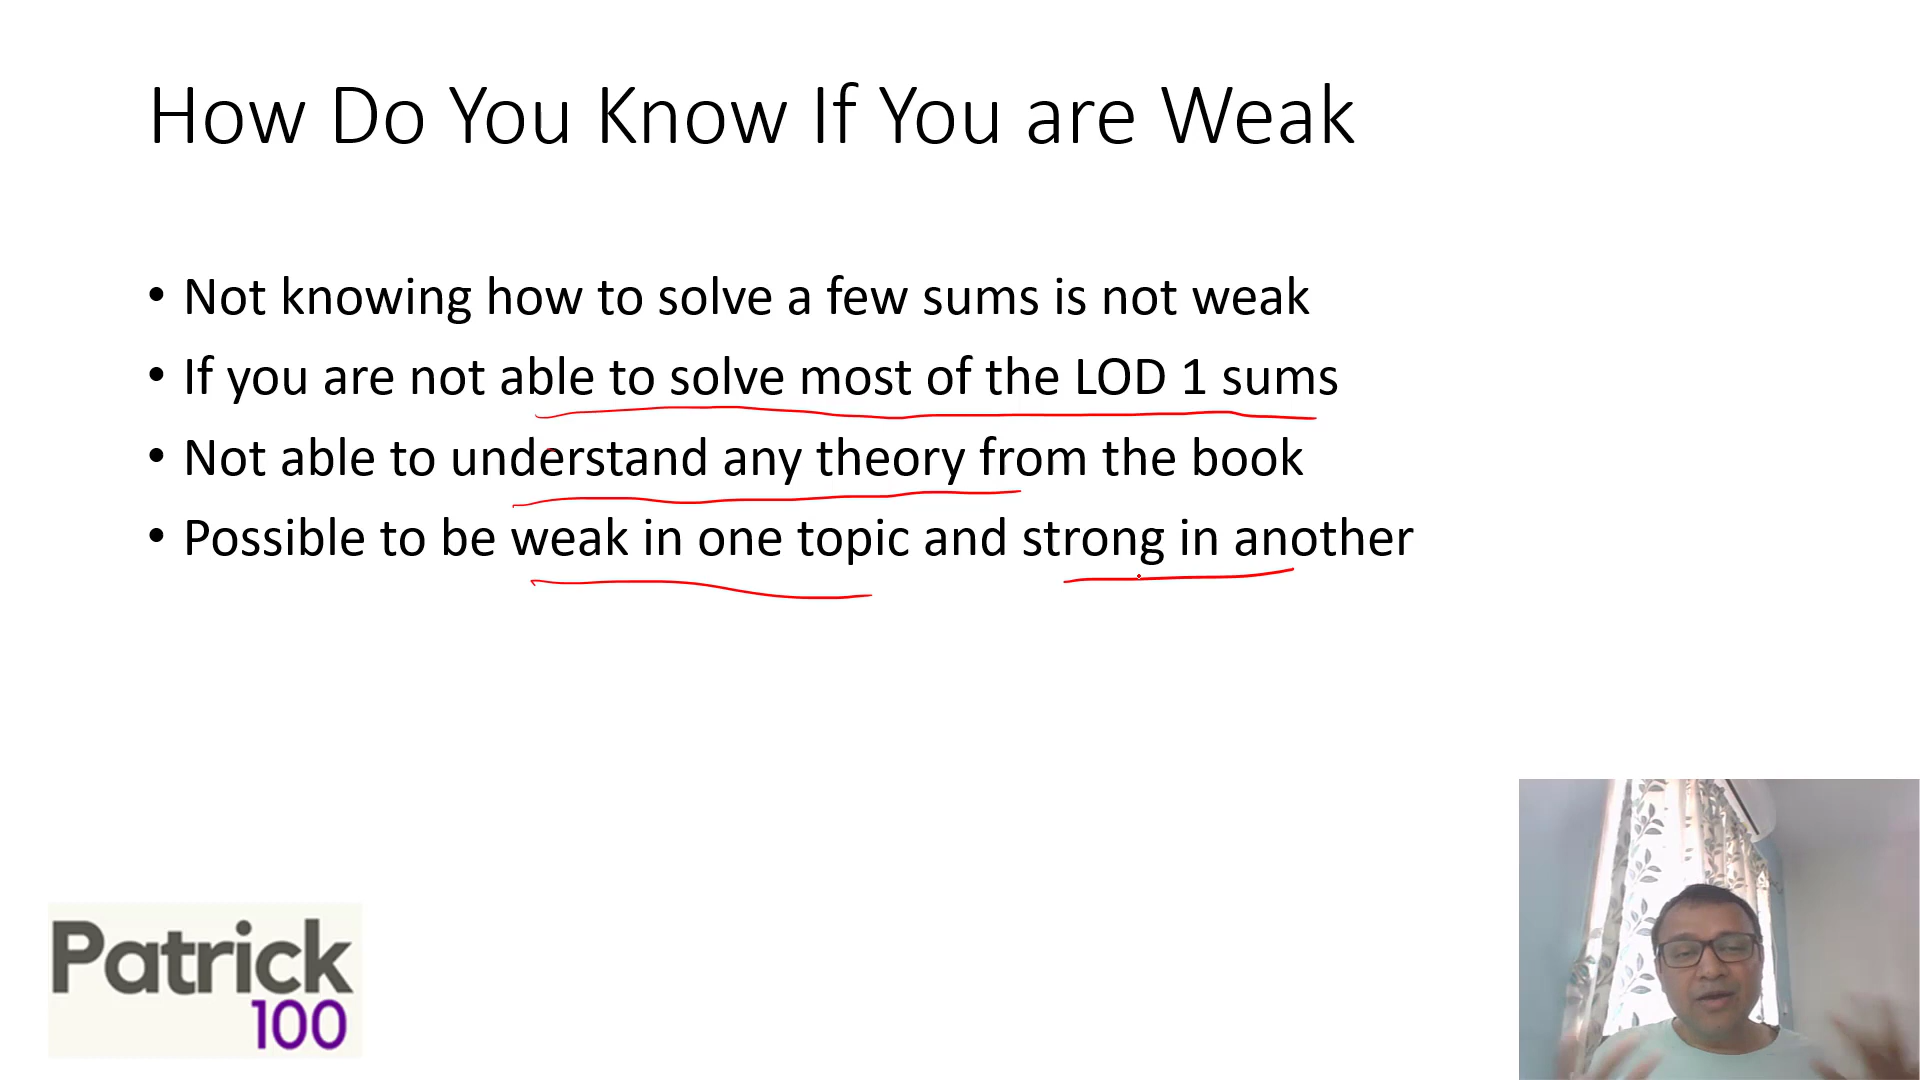 How Do You Know If You are Weak
• Not knowing how to solve a few sums is not weak
• If you are not able to solve most of the LOD 1 sums
• Not able to understand any theory from the book
• Possible to be weak in one topic and strong in another
Patrick
100